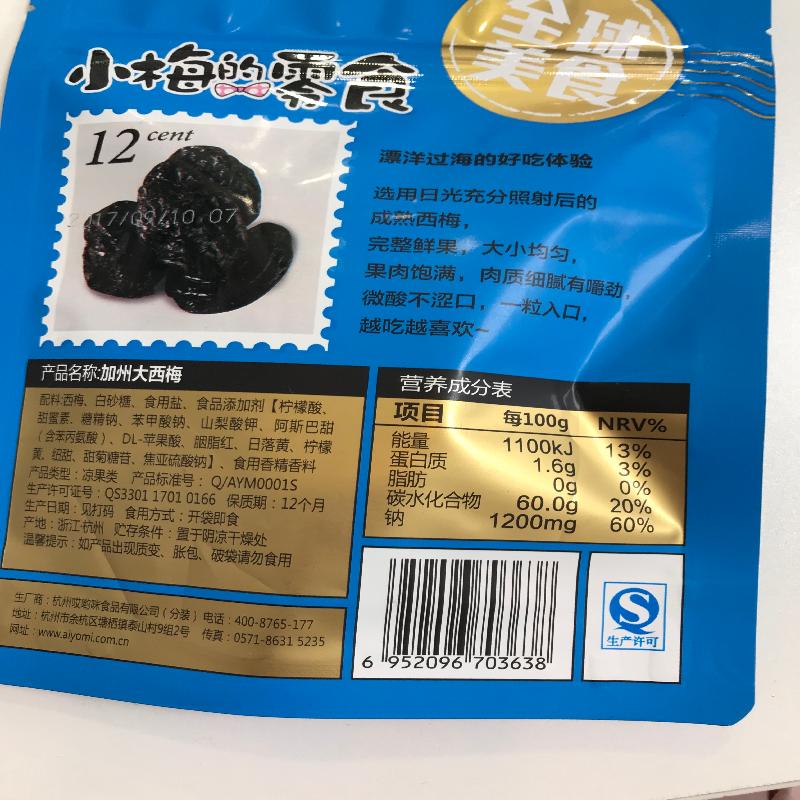 全球
美食
小梅的零食
12 cent
2017/09/10 07
漂洋过海的好吃体验
选用日光充分照射后的
成熟西梅，
完整鲜果，大小均匀，
果肉饱满，肉质细腻有嚼劲，
微酸不涩口，一粒入口，
越吃越喜欢~
产品名称:加州大西梅
配料:西梅、白砂糖、食用盐、食品添加剂【柠檬酸、
甜蜜素、糖精钠、苯甲酸钠、山梨酸钾、阿斯巴甜
（含苯丙氨酸）、DL-苹果酸、胭脂红、日落黄、柠檬
黄、纽甜、甜菊糖苷、焦亚硫酸钠】、食用香精香料
产品类型：凉果类 产品标准号：Q/AYM0001S
生产许可证号：QS3301 1701 0166 保质期：12个月
生产日期：见打码 食用方式：开袋即食
产地：浙江·杭州 贮存条件：置于阴凉干燥处
温馨提示：如产品出现质变、胀包、破袋请勿食用
生厂商：杭州哎哟咪食品有限公司（分装）电话：400-8765-177
地址：杭州市余杭区塘栖镇泰山村9组2号 传真：0571-8631 5235
网址：www.aiyomi.com.cn
营养成分表
项目 每100g NRV%
能量 1100kJ 13%
蛋白质 1.6g 3%
脂肪 0g 0%
碳水化合物 60.0g 20%
钠 1200mg 60%
6 952096 703638
生产许可